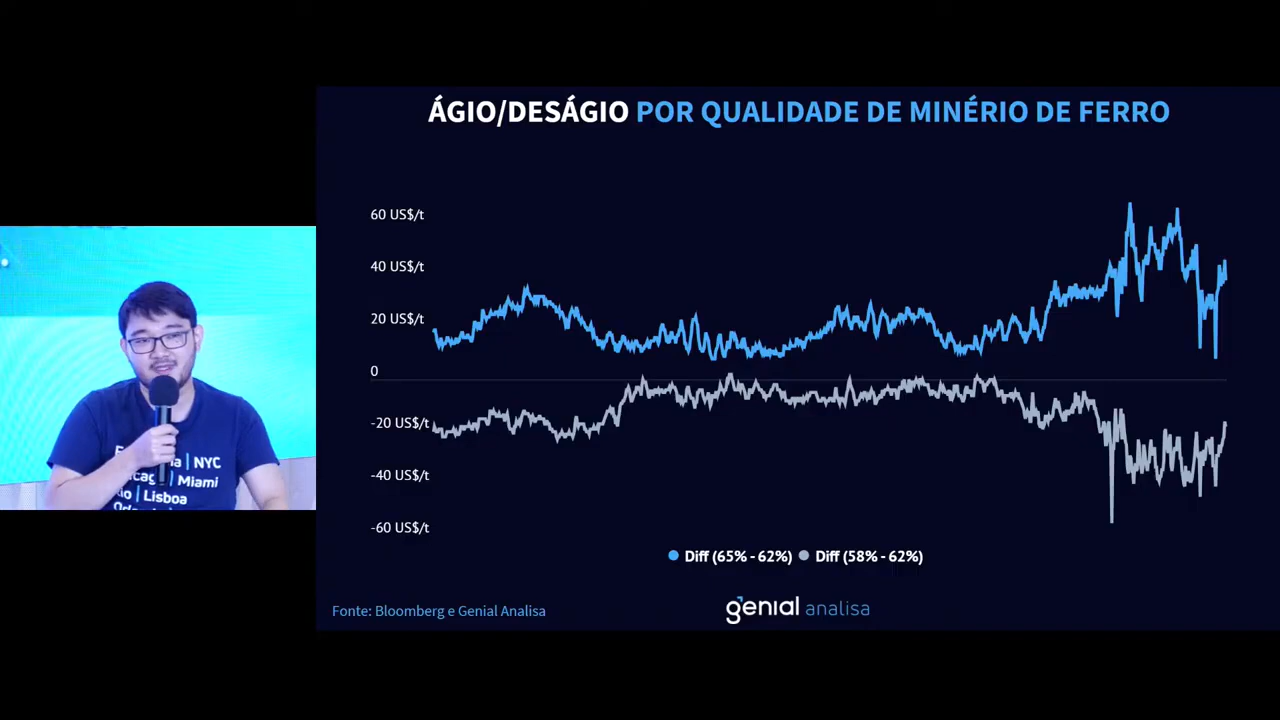 ÁGIO/DESÁGIO POR QUALIDADE DE MINÉRIO DE FERRO
60 US$/t
40 US$/t
20 US$/t
0
-20 US$/t
-40 US$/t
-60 US$/t
Diff (65% - 62%) Diff (58% - 62%)
Fonte: Bloomberg e Genial Analisa
genial analisa
| NYC
| Miami
| Lisboa